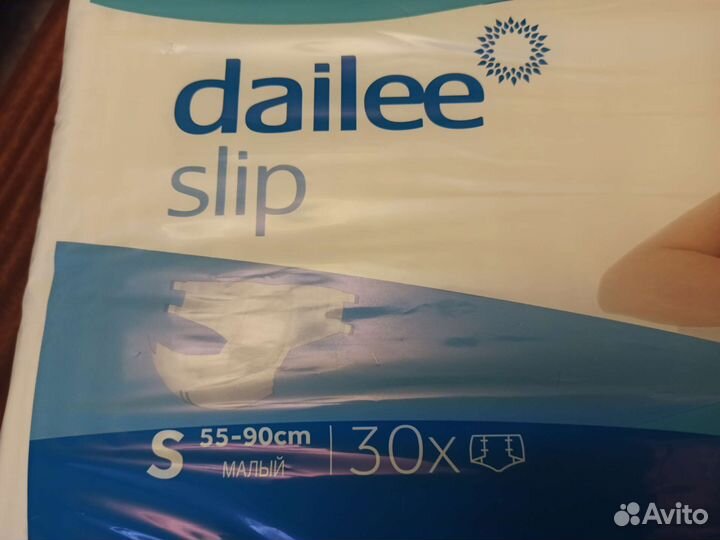 dailee
slip
S 55-90cm
МАЛЫЙ
30x
Avito